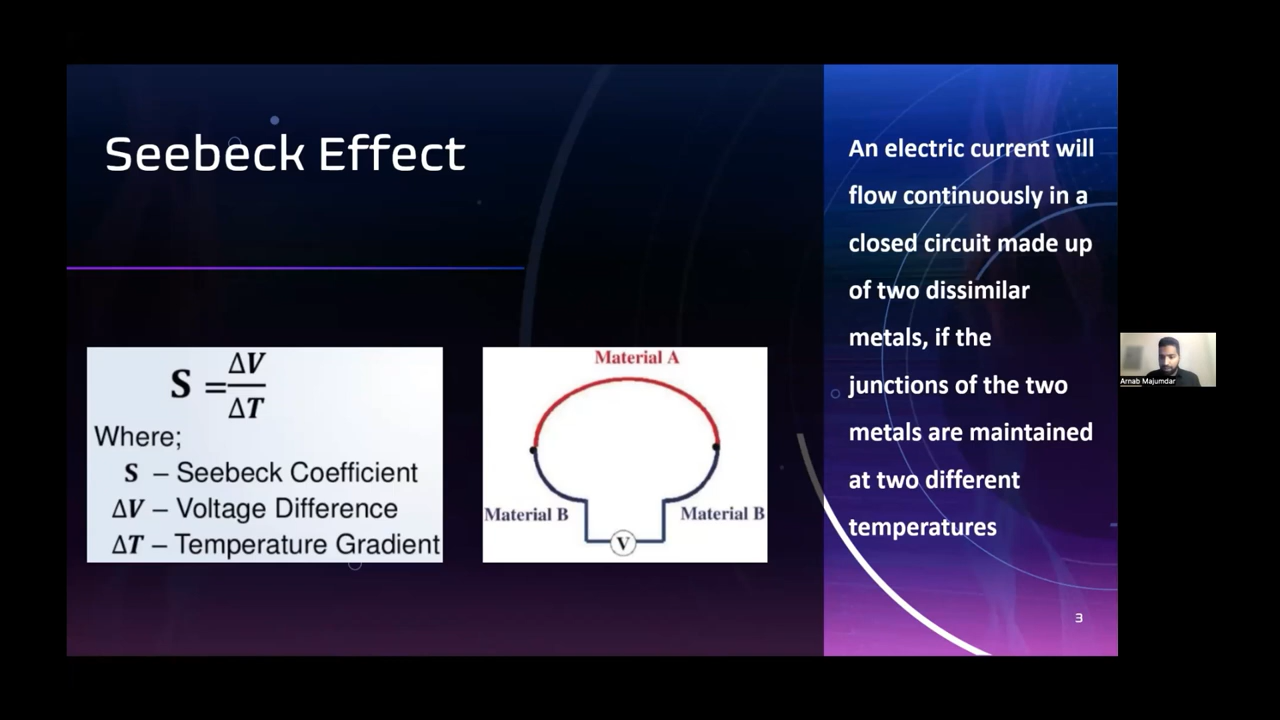 Seebeck Effect
S = ΔV
ΔT
Where;
S – Seebeck Coefficient
ΔV – Voltage Difference
ΔT – Temperature Gradient
Material A
Material B
Material B
V
An electric current will
flow continuously in a
closed circuit made up
of two dissimilar
metals, if the
junctions of the two
metals are maintained
at two different
temperatures
3
Arnab Majumdar